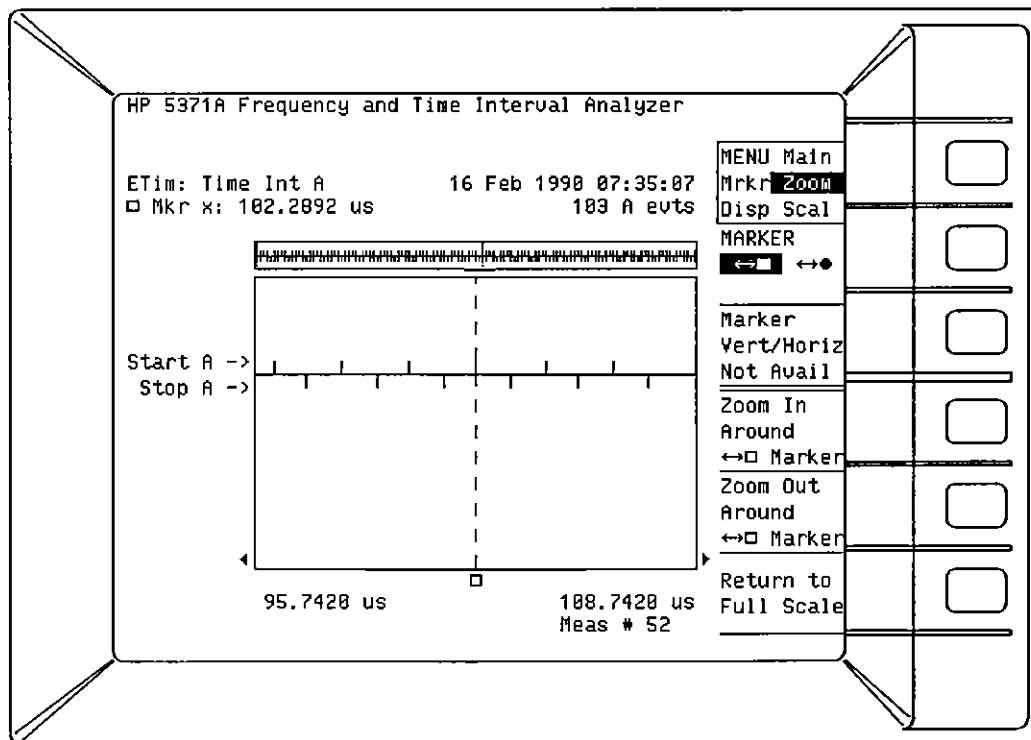 HP 5371A Frequency and Time Interval Analyzer
ETim: Time Int A 16 Feb 1990 07:35:07
Mkr x: 102.2892 us 103 A evts
Start A ->
Stop A ->
95.7420 us 108.7420 us
Meas # 52
MENU Main
Mrkr Zoom
Disp Scal
MARKER
Marker
Vert/Horiz
Not Avail
Zoom In
Around
↔□ Marker
Zoom Out
Around
↔□ Marker
Return to
Full Scale